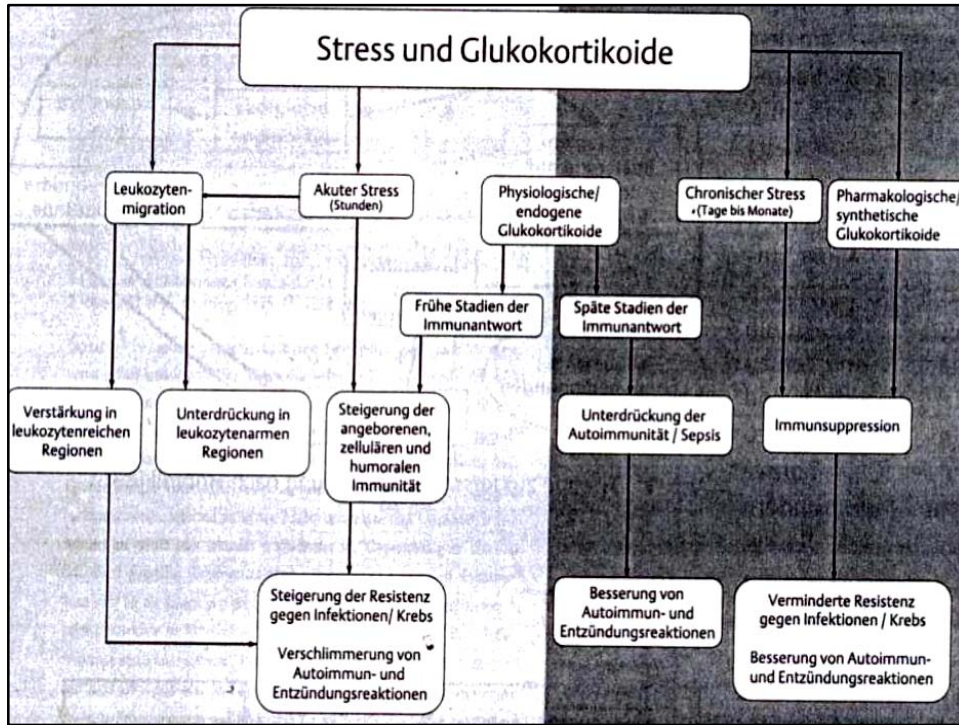 Stress und Glukokortikoide
Leukozyten-
migration
Akuter Stress
(Stunden)
Physiologische/
endogene
Glukokortikoide
Chronischer Stress
(Tage bis Monate)
Pharmakologische/
synthetische
Glukokortikoide
Frühe Stadien der
Immunantwort
Späte Stadien der
Immunantwort
Verstärkung in
leukozytenreichen
Regionen
Unterdrückung in
leukozytenarmen
Regionen
Steigerung der
angeborenen,
zellulären und
humoralen
Immunität
Unterdrückung der
Autoimmunität / Sepsis
Immunsuppression
Steigerung der Resistenz
gegen Infektionen/ Krebs
Verschlimmerung von
Autoimmun- und
Entzündungsreaktionen
Besserung von
Autoimmun- und
Entzündungsreaktionen
Verminderte Resistenz
gegen Infektionen / Krebs
Besserung von Autoimmun-
und Entzündungsreaktionen